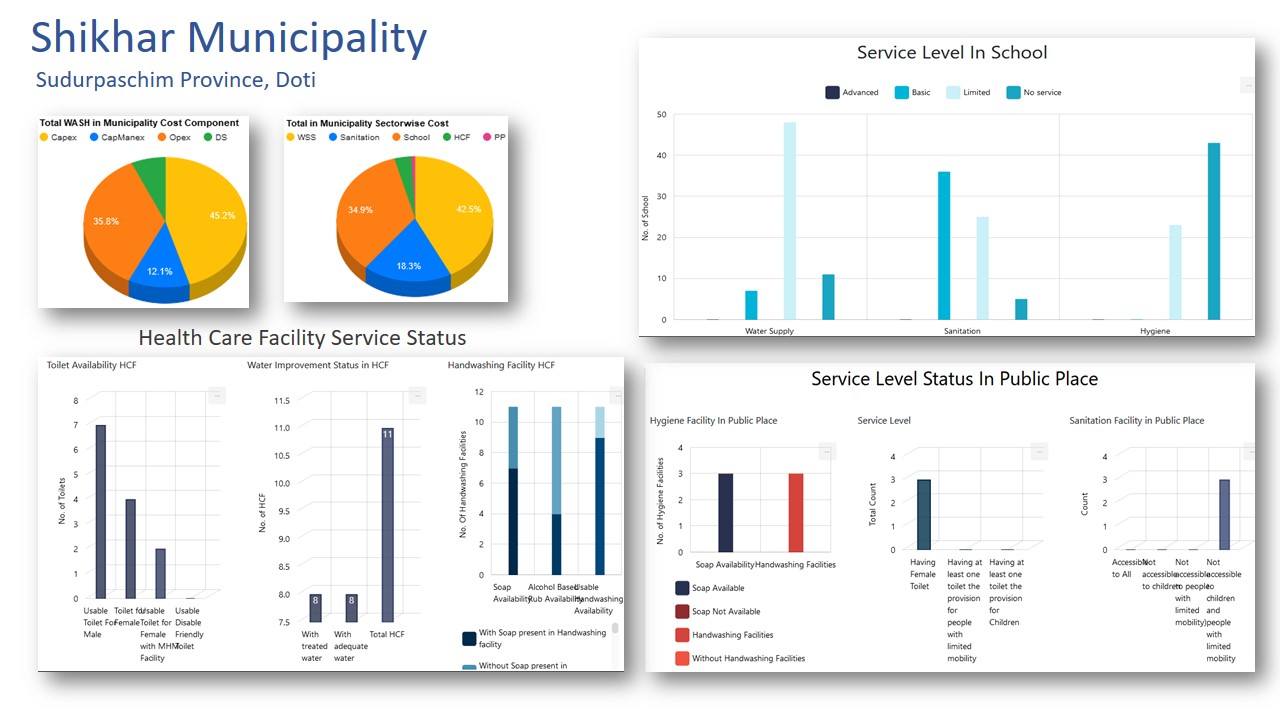 Shikhar Municipality
Sudurpaschim Province, Doti
Total WASH in Municipality Cost Component
Capex CapManex Opex DS
35.8%
45.2%
12.1%
Total in Municipality Sectorwise Cost
WSS Sanitation School HCF PP
34.9%
42.5%
18.3%
Service Level In School
Advanced Basic Limited No service
No. of School
50
40
30
20
10
0
Water Supply Sanitation Hygiene
Health Care Facility Service Status
Toilet Availability HCF
No. of Toilets
8
7
6
5
4
3
2
1
0
Usable
Toilet For
Male
Toilet for
Female
Usable
Toilet for
Female
with MHM
Facility
Usable
Disable
Friendly
Toilet
Water Improvement Status in HCF
No. of HCF
11.5
11.0
10.5
10.0
9.5
9.0
8.5
8.0
7.5
8
8
11
With
treated
water
With
adequate
water
Total HCF
Handwashing Facility HCF
No. Of Handwashing Facilities
12
10
8
6
4
2
0
Soap
Availability
Alcohol Based
Rub Availability
Usable
Handwashing
Availability
With Soap present in Handwashing
facility
Without Soap present in
Service Level Status In Public Place
Hygiene Facility In Public Place
No. of Hygiene Facilities
4
3
2
1
0
Soap Availability
Handwashing Facilities
Soap Available
Soap Not Available
Handwashing Facilities
Without Handwashing Facilities
Service Level
Total Count
4
3
2
1
0
Having
Female
Toilet
Having at
least one
toilet the
provision
for
people
with
limited
mobility
Having at
least one
toilet the
provision
for
Children
Sanitation Facility in Public Place
Count
4
3
2
1
0
Accessible
to All
Not
accessible
to children
Not
accessible
to people
with
limited
mobility
Not
accessible
to
children
and
people
with
limited
mobility